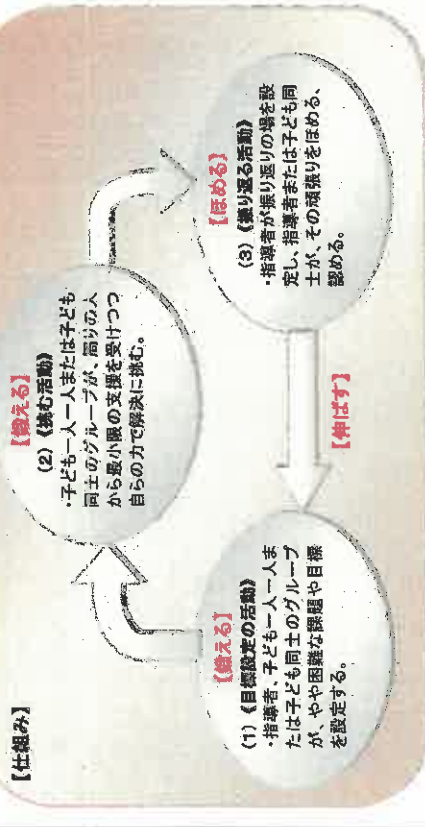 【仕組み】
【鍛える】
(1)《目標設定の活動》
・指導者、子ども一人一人ま
たは子ども同士のグループ
が、やや困難な課題や目標
を設定する。
【鍛える】
(2)《挑む活動》
・子ども一人一人または子ども
同士のグループが、周りの人
から最小限の支援を受けつつ
自らの力で解決に挑む。
【ほめる】
(3)《振り返る活動》
・指導者が振り返りの場を設
定し、指導者または子ども同
士が、その頑張りをほめる、
認める。
【伸ばす】